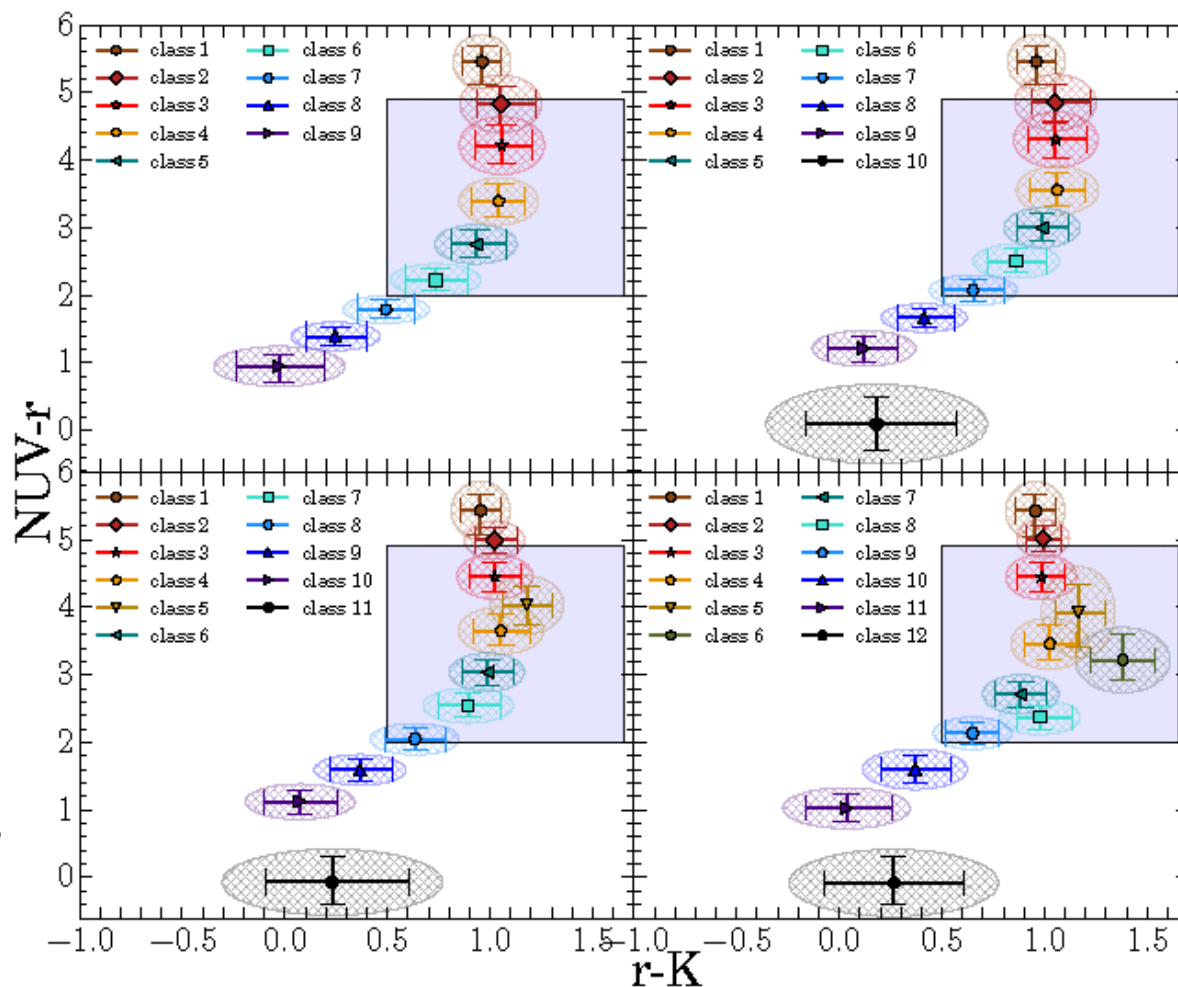 6
class 1 class 6
class 2 class 7
class 3 class 8
class 4 class 9
class 5
5
4
3
2
1
0
class 1 class 6
class 2 class 7
class 3 class 8
class 4 class 9
class 5 class 10
NUV-r
6
class 1 class 7
class 2 class 8
class 3 class 9
class 4 class 10
class 5 class 11
class 6
5
4
3
2
1
0
class 1 class 7
class 2 class 8
class 3 class 9
class 4 class 10
class 5 class 11
class 6 class 12
−1.0 −0.5 0.0 0.5 1.0 1.5
−1.0 −0.5 0.0 0.5 1.0 1.5
r-K